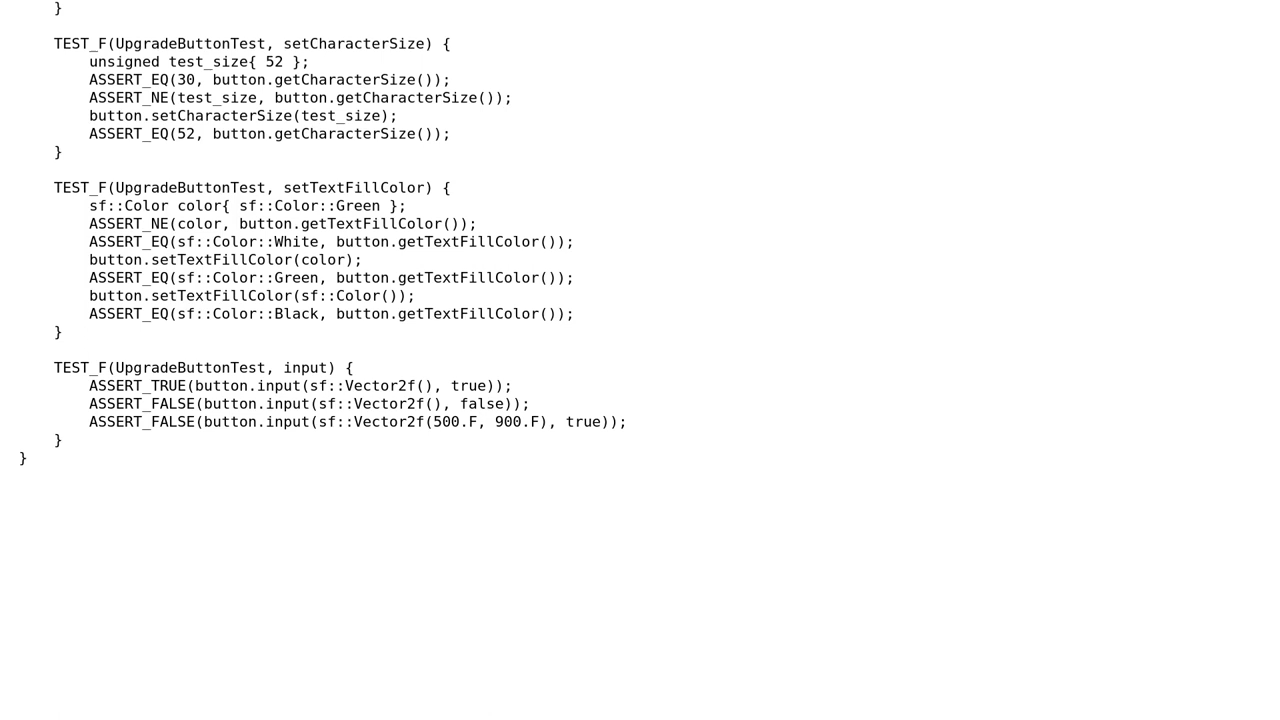 }
TEST_F(UpgradeButtonTest, setCharacterSize) {
unsigned test_size{ 52 };
ASSERT_EQ(30, button.getCharacterSize());
ASSERT_NE(test_size, button.getCharacterSize());
button.setCharacterSize(test_size);
ASSERT_EQ(52, button.getCharacterSize());
}
TEST_F(UpgradeButtonTest, setTextFillColor) {
sf::Color color{ sf::Color::Green };
ASSERT_NE(color, button.getTextFillColor());
ASSERT_EQ(sf::Color::White, button.getTextFillColor());
button.setTextFillColor(color);
ASSERT_EQ(sf::Color::Green, button.getTextFillColor());
button.setTextFillColor(sf::Color());
ASSERT_EQ(sf::Color::Black, button.getTextFillColor());
}
TEST_F(UpgradeButtonTest, input) {
ASSERT_TRUE(button.input(sf::Vector2f(), true));
ASSERT_FALSE(button.input(sf::Vector2f(), false));
ASSERT_FALSE(button.input(sf::Vector2f(500.F, 900.F), true));
}
}